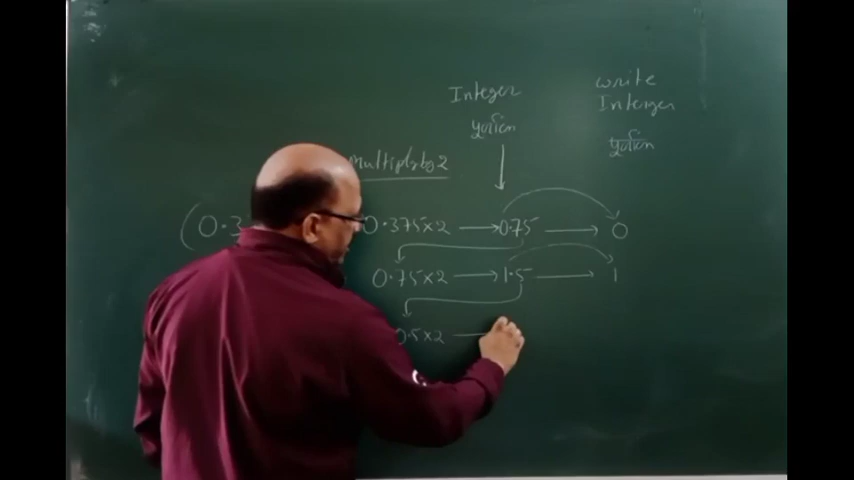 Integer
write
Interger
Multiply by 2
(0.3
0.375×2 → 0.75 → 0
0.75×2 → 1.5 → 1
0.5×2